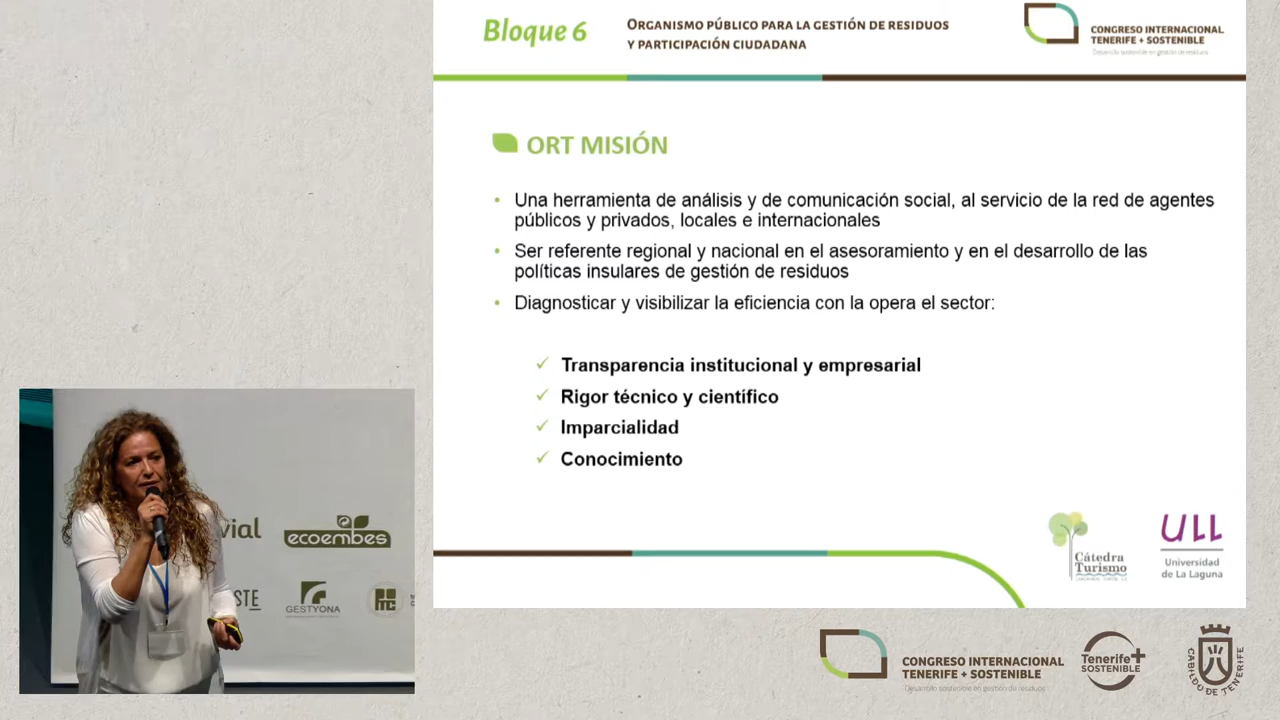 Bloque 6
ORGANISMO PÚBLICO PARA LA GESTIÓN DE RESIDUOS
Y PARTICIPACIÓN CIUDADANA
CONGRESO INTERNACIONAL
TENERIFE + SOSTENIBLE
Desarrollo sostenible en gestión de residuos
ORT MISIÓN
• Una herramienta de análisis y de comunicación social, al servicio de la red de agentes
públicos y privados, locales e internacionales
• Ser referente regional y nacional en el asesoramiento y en el desarrollo de las
políticas insulares de gestión de residuos
• Diagnosticar y visibilizar la eficiencia con la opera el sector:
✓ Transparencia institucional y empresarial
✓ Rigor técnico y científico
✓ Imparcialidad
✓ Conocimiento
Cátedra
Turismo
ULL
Universidad
de La Laguna
vial
ecoembes
STE
GESTYONA
CONGRESO INTERNACIONAL
TENERIFE + SOSTENIBLE
Desarrollo sostenible en gestión de residuos
Tenerife+
SOSTENIBLE
CABILDO DE TENERIFE